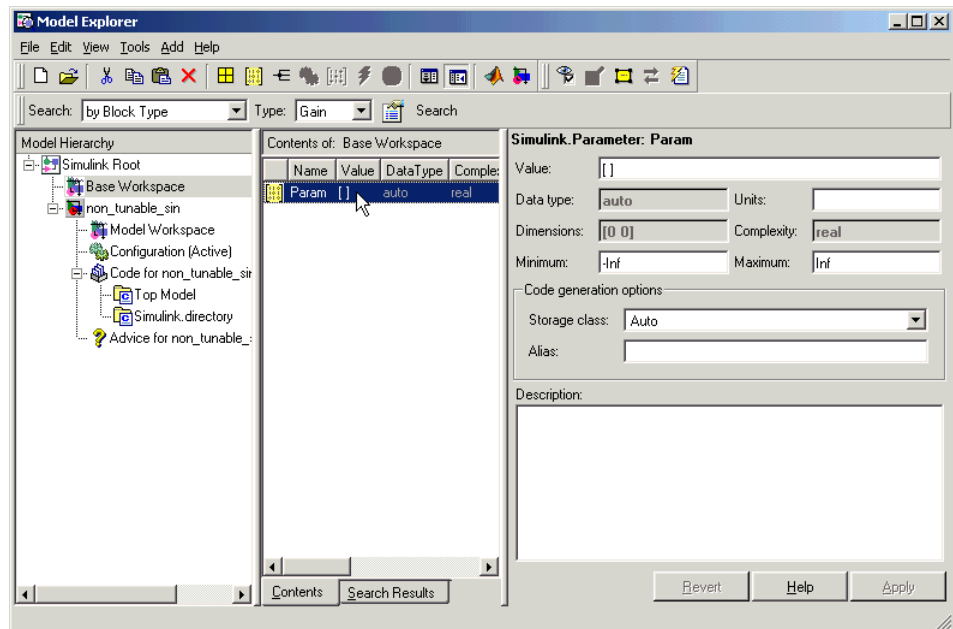 Model Explorer
File Edit View Tools Add Help
Search: by Block Type Type: Gain Search
Model Hierarchy
Simulink Root
Base Workspace
non_tunable_sin
Model Workspace
Configuration (Active)
Code for non_tunable_sin
Top Model
Simulink.directory
Advice for non_tunable_
Contents of: Base Workspace
Name Value DataType Complex
Param [ ] auto real
Contents Search Results
Simulink.Parameter: Param
Value: [ ]
Data type: auto Units:
Dimensions: [0 0] Complexity: real
Minimum: -Inf Maximum: Inf
Code generation options
Storage class: Auto
Alias:
Description:
Revert Help Apply